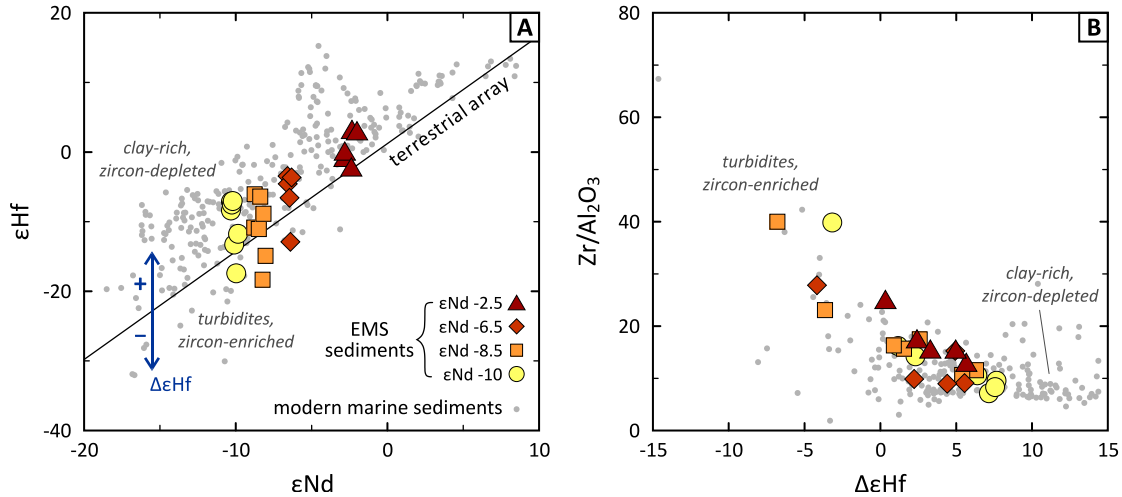 A
20
0
-20
-40
-20
-10
0
10
εHf
εNd
clay-rich,
zircon-depleted
terrestrial array
+
−
ΔεHf
turbidites,
zircon-enriched
EMS
sediments
εNd -2.5
εNd -6.5
εNd -8.5
εNd -10
modern marine sediments
B
80
60
40
20
0
-15
-10
-5
0
5
10
15
Zr/Al₂O₃
ΔεHf
turbidites,
zircon-enriched
clay-rich,
zircon-depleted